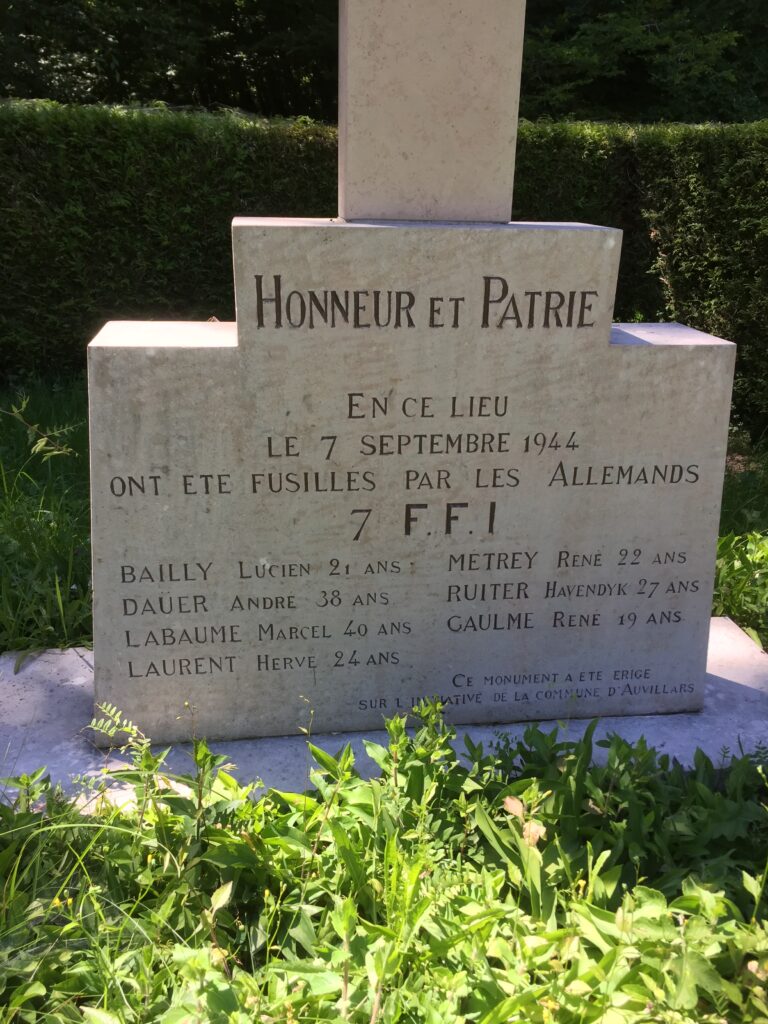 HONNEUR ET PATRIE
EN CE LIEU
LE 7 SEPTEMBRE 1944
ONT ETE FUSILLES PAR LES ALLEMANDS
7 F.F.I
BAILLY LUCIEN 21 ANS
DAÜER ANDRE 38 ANS
LABAUME MARCEL 40 ANS
LAURENT HERVE 24 ANS
METREY RENE 22 ANS
RUITER HAVENDYK 27 ANS
GAULME RENE 19 ANS
CE MONUMENT A ETE ERIGE
SUR L'INITIATIVE DE LA COMMUNE D'AUVILLARS